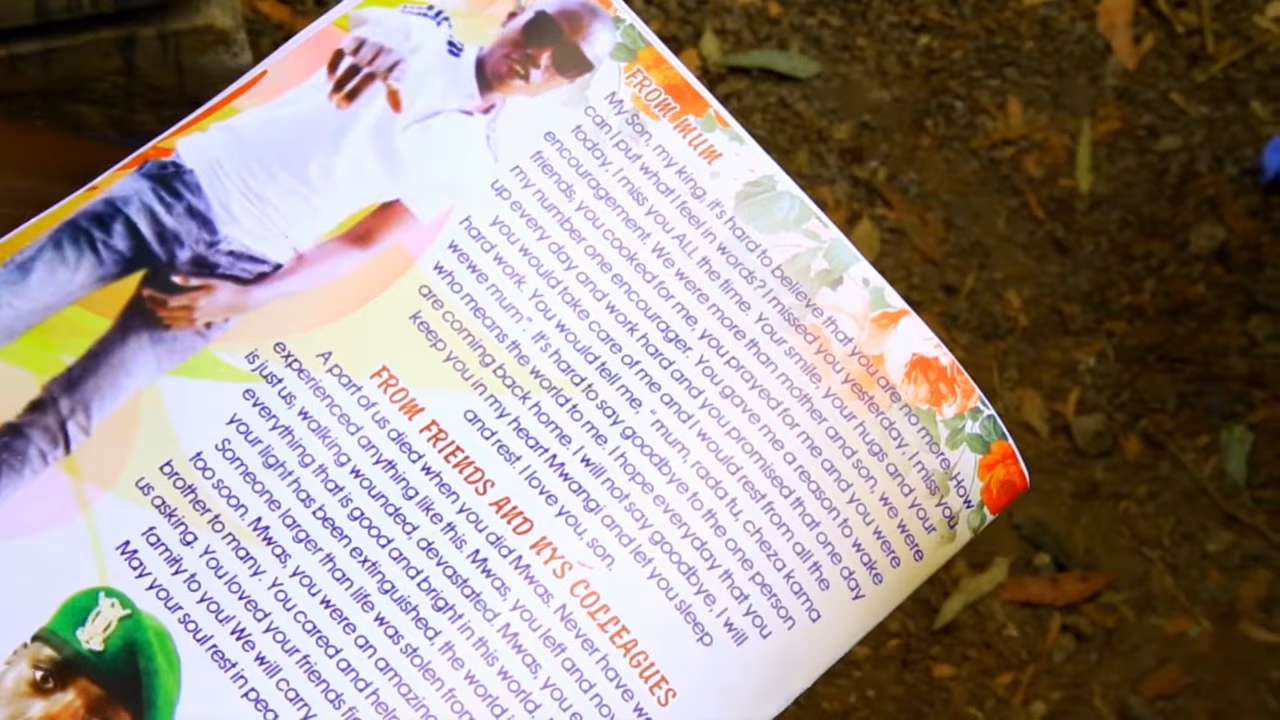 FROM MUM
My Son, my king. It's hard to believe that you are no more. How
can I put what I feel in words? I missed you yesterday, I miss you
today, I miss you ALL the time. Your smile, your hugs and your
encouragement. We were more than mother and son, we were
friends, you cooked for me, you prayed for me and you were
my number one encourager. You gave me a reason to wake
up every day and work hard and you promised that one day
you would take care of me and I would rest from all the
hard work. You would tell me, "mum, rada tu, cheza kama
wewe mum". It's hard to say goodbye to the one person
who means the world to me. I hope everyday that you
are coming back home. I will not say goodbye. I will
keep you in my heart Mwangi and let you sleep
and rest. I love you, son.
FROM FRIENDS AND NYS COLLEAGUES
A part of us died when you did Mwas. Never have we
experienced anything like this. Mwas, you left and now
is just us, walking wounded, devastated. Mwas, you
everything that is good and bright in this world.
your light has been extinguished, the world
Someone larger than life was stolen from
too soon. Mwas, you were an amazing
brother to many. You cared and
us asking. You loved your friends
family to you! We will carry
May your soul rest in